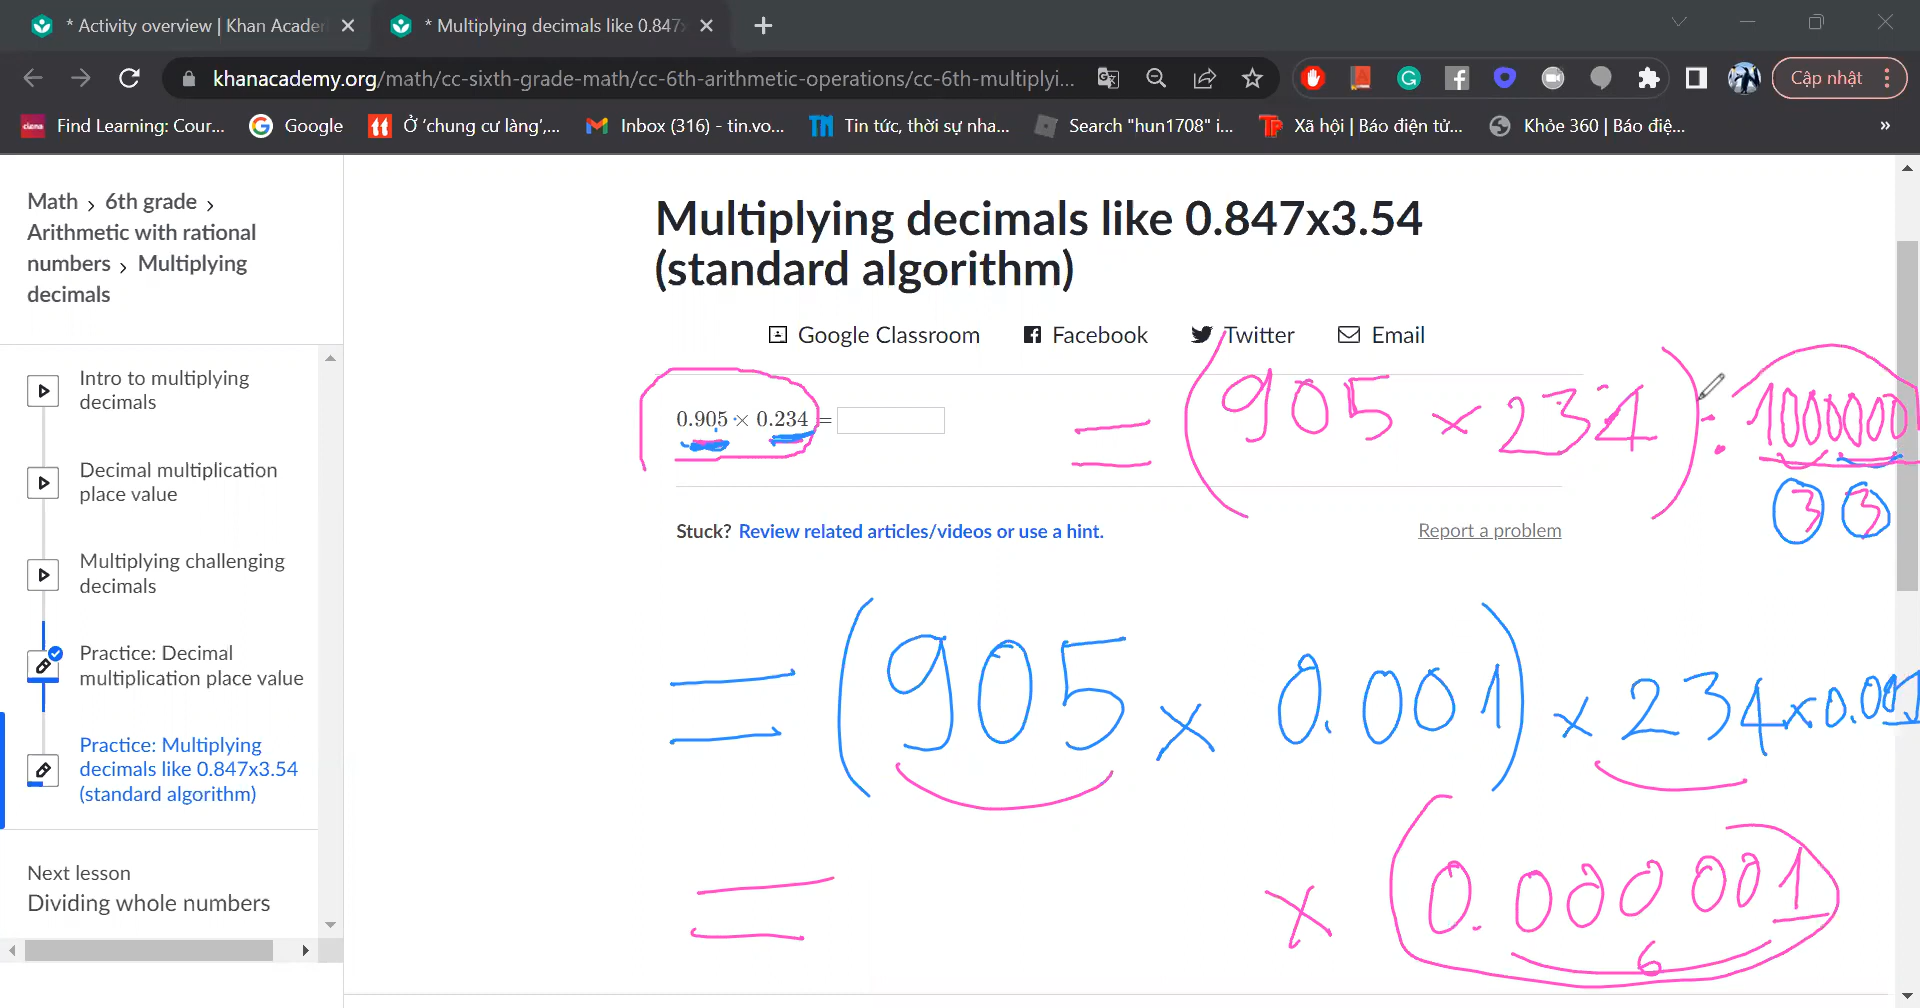 * Activity overview | Khan Acade
* Multiplying decimals like 0.847
khanacademy.org/math/cc-sixth-grade-math/cc-6th-arithmetic-operations/cc-6th-multiplyi...
Cập nhật
ciena Find Learning: Cour...
Google
Ở ‘chung cư làng’,...
Inbox (316) - tin.vo...
TN Tin tức, thời sự nha...
Search "hun1708" i...
TP Xã hội | Báo điện tử...
Khỏe 360 | Báo điệ...
»
Math > 6th grade >
Arithmetic with rational
numbers > Multiplying
decimals
Intro to multiplying
decimals
Decimal multiplication
place value
Multiplying challenging
decimals
Practice: Decimal
multiplication place value
Practice: Multiplying
decimals like 0.847x3.54
(standard algorithm)
Next lesson
Dividing whole numbers
Multiplying decimals like 0.847x3.54
(standard algorithm)
Google Classroom
Facebook
Twitter
Email
0.905 × 0.234 =
= (905 × 234) : 1000000
3 3
Stuck? Review related articles/videos or use a hint.
Report a problem
= (905 × 0.001) × 234 × 0.001
= × (0.000001
6